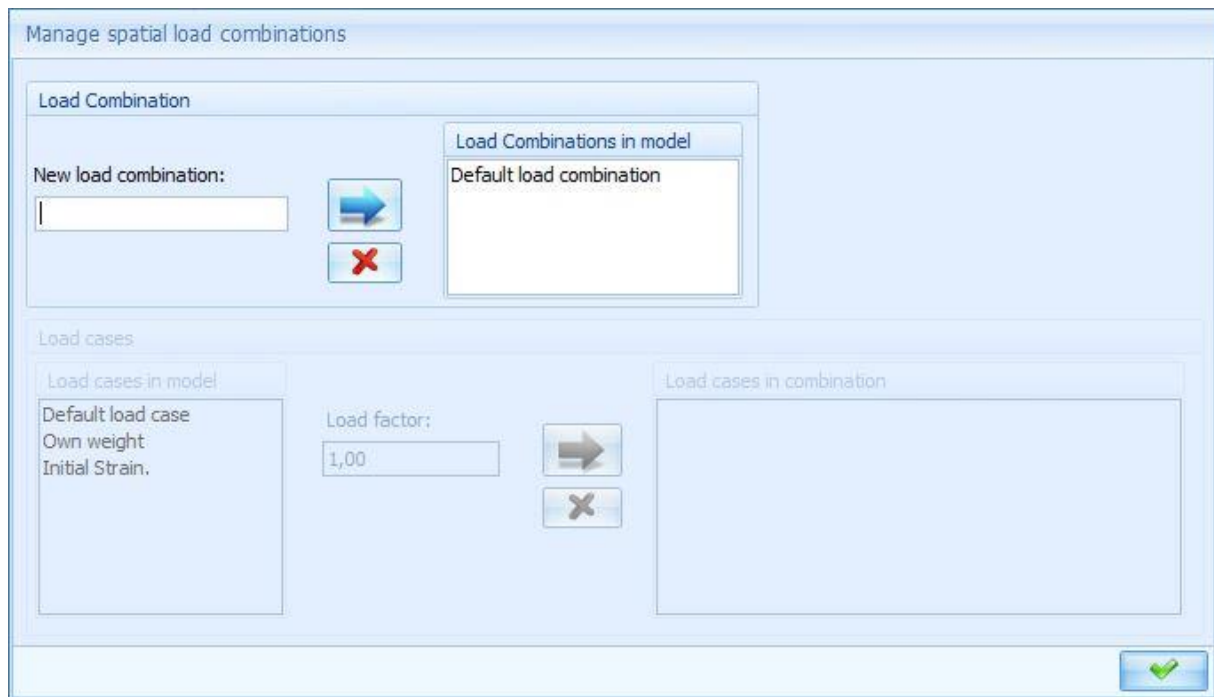 Manage spatial load combinations
Load Combination
New load combination:
Load Combinations in model
Default load combination
Load cases
Load cases in model
Default load case
Own weight
Initial Strain.
Load factor:
1,00
Load cases in combination